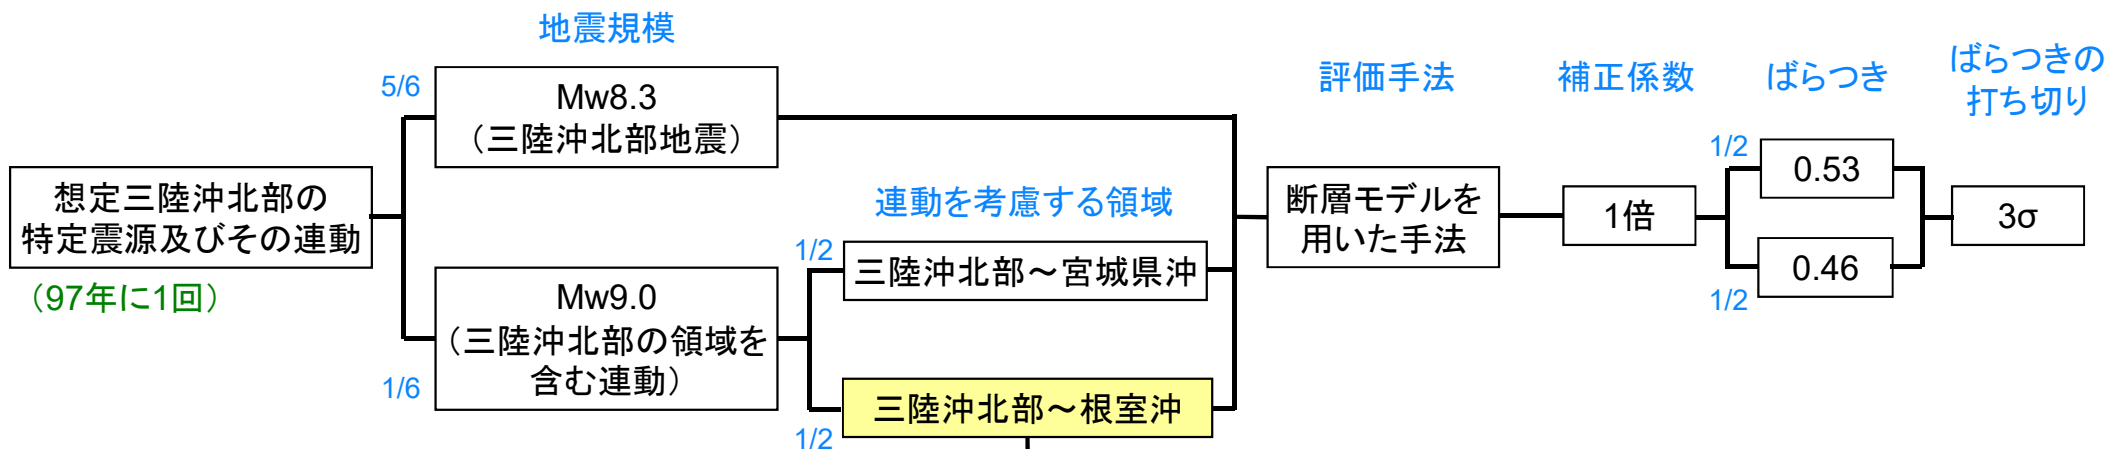 地震規模
5/6
Mw8.3
（三陸沖北部地震）
想定三陸沖北部の
特定震源及びその連動
（97年に1回）
1/6
Mw9.0
（三陸沖北部の領域を
含む連動）
連動を考慮する領域
1/2
三陸沖北部～宮城県沖
1/2
三陸沖北部～根室沖
評価手法
断層モデルを
用いた手法
補正係数
1倍
ばらつき
1/2
0.53
1/2
0.46
ばらつきの
打ち切り
3σ